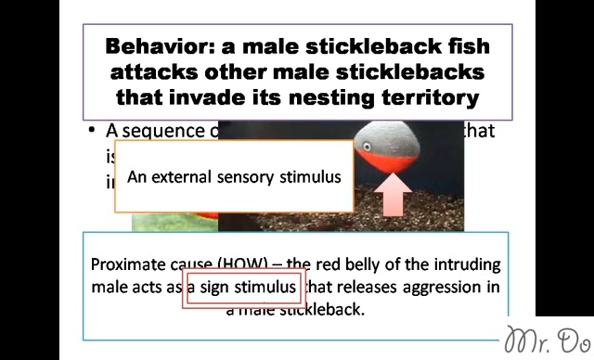 Behavior: a male stickleback fish
attacks other male sticklebacks
that invade its nesting territory
• A sequence that
An external sensory stimulus
Proximate cause (HOW) – the red belly of the intruding
male acts as a sign stimulus that releases aggression in
a male stickleback.
Mr. Do